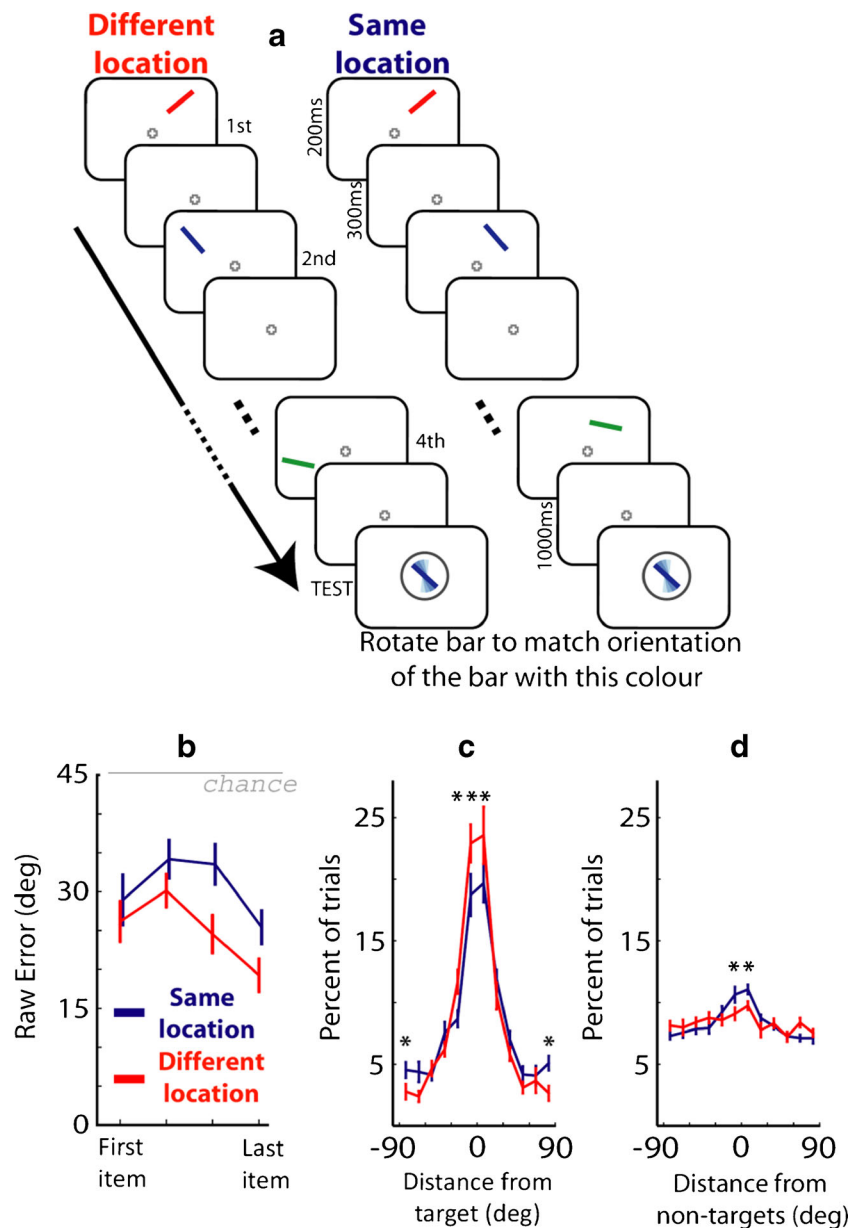 a
Different
location
Same
location
1st
200ms
300ms
2nd
4th
1000ms
TEST
Rotate bar to match orientation
of the bar with this colour
b
45
chance
30
15
0
Raw Error (deg)
Same
location
Different
location
First
item
Last
item
c
***
25
15
5
*
*
Percent of trials
-90
0
90
Distance from
target (deg)
d
25
15
5
**
Percent of trials
-90
0
90
Distance from
non-targets (deg)